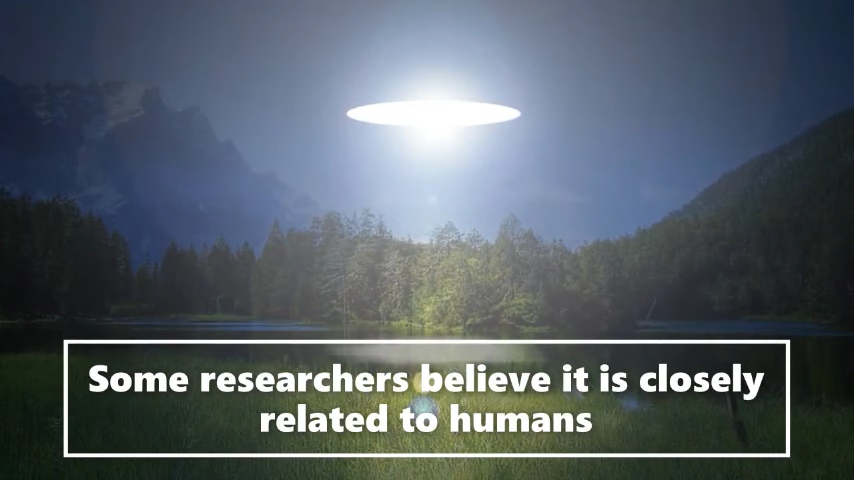 Some researchers believe it is closely
related to humans